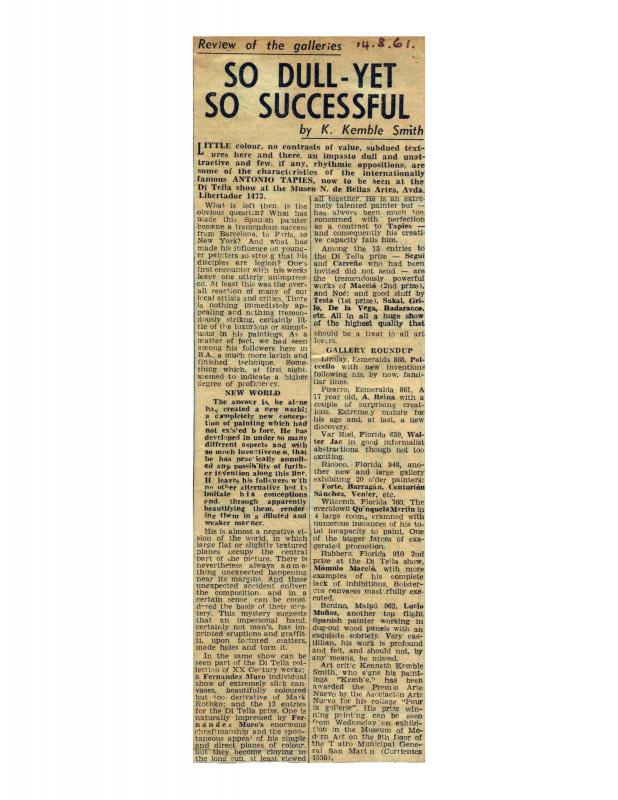 Review of the galleries
14.8.61.
SO DULL-YET
SO SUCCESSFUL
by K. Kemble Smith
LITTLE colour, no contrasts of value, subdued text-
ures here and there, an impasto dull and unat-
tractive and few, if any, rhythmic oppositions, are
some of the characteristics of the internationally
famous ANTONIO TAPIES, now to be seen at the
Di Tella show at the Museo N. de Bellas Artes, Avda.
Libertador 1473.
What is left then, is the
obvious question? What has
made this Spanish painter
become a tremendous success
from Barcelona, to Paris, to
New York? And what has
made his influence on young-
er painters so strong that his
disciples are legion? One's
first encounter with his works
leave one utterly unimpress-
ed. At least this was the over-
all reaction of many of our
local artists and critics. There
is nothing immediately ap-
pealing and nothing tremen-
dously striking, certainly lit-
tle of the luxurious or sumpt-
uous in his paintings. As a
matter of fact, we had seen
among his followers here in
B.A., a much more lavish and
finished technique. Some-
thing which, at first sight,
seemed to indicate a higher
degree of proficiency.
NEW WORLD
The answer is, he alone
has created a new world;
a completely new concep-
tion of painting which had
not existed before. He has
developed in under so many
different aspects and with
so much inventiveness, that
he has practically annull-
ed any possibility of furth-
er invention along this line.
He leaves his followers with
no other alternative but to
imitate his conceptions
and, through apparently
beautifying them, render-
ing them in a diluted and
weaker manner.
His is almost a negative vi-
sion of the world, in which
large flat or slightly textured
planes occupy the central
part of the picture. There is
nevertheless always some-
thing unexpected happening
near its margins. And these
unexpected accident enliven
the composition, and in a
certain sense can be consi-
dered the basis of their mys-
tery. This mystery suggests
that an impersonal hand,
certainly not man's, has im-
printed eruptions and graffit-
ti, upon tortured matters,
made holes and torn it.
In the same show can be
seen part of the Di Tella col-
lection of XX Century works;
a Fernandez Muro individual
show of extremely slick can-
vases, beautifully coloured
but too derivative of Mark
Rothko; and the 13 entries
for the Di Tella prize. One is
naturally impressed by Fer-
nandez Muro's enormous
craftmanship and the spon-
taneous appeal of his simple
and direct planes of colour,
but they become cloying in
the long run, at least viewed
all together. He is an extre-
mely talented painter but —
has always been much too
concerned with perfection
as a contrast to Tapies —
and consequently his creati-
ve capacity fails him.
Among the 13 entries to
the Di Tella prize — Segui
and Carreño who had been
invited did not send — are
the tremendously powerful
works of Macció (2nd prize),
and Noé; and good stuff by
Testa (1st prize), Sakai, Gri-
lo, De la Vega, Badaracco,
etc. All in all a huge show
of the highest quality that
should be a treat to all art
lovers.
GALLERY ROUNDUP
Lirolay, Esmeralda 868, Pol-
cello with new inventions
following his, by now, fami-
liar lines.
Pizarro, Esmeralda 861, A
17 year old, A. Reina with a
couple of surprising creat-
ions. Extremely mature for
his age and, at last, a new
discovery.
Van Riel, Florida 659, Wal-
ter Jac in good informalist
abstractions, though not too
exciting.
Rioboo, Florida 948, ano-
ther new and large gallery
exhibiting 20 older painters:
Forte, Barragán, Centurión
Sánchez, Venier, etc.
Witcomb, Florida 760, The
overblown Quinquela Martin in
4 large room, crammed with
numerous instances of his to-
tal incapacity to paint. One
of the bigger farces of exa-
gerated promotion.
Rubbers, Florida 910 2nd
prize at the Di Tella show,
Rómulo Macció, with more
examples of his complete
lack of inhibitions. Boister-
ous canvases masterfully exe-
cuted.
Bonino, Maipú 962, Lucio
Muñoz, another top flight
Spanish painter working in
dug-out wood panels with an
exquisite sobriety. Very cas-
tillian, his work is profound
and felt, and should not, by
any means, be missed.
Art critic Kenneth Kemble
Smith, who signs his paint-
ings "Kemble," has been
awarded the Premio Arte
Nuevo by the Asociación Arte
Nuevo for his collage "Pour
la gallerie". His prize win-
ning painting can be seen
from Wednesday on exhibit-
ion in the Museum of Mo-
dern Art on the 9th floor of
the Teatro Municipal Gene-
ral San Martin (Corrientes
1530).